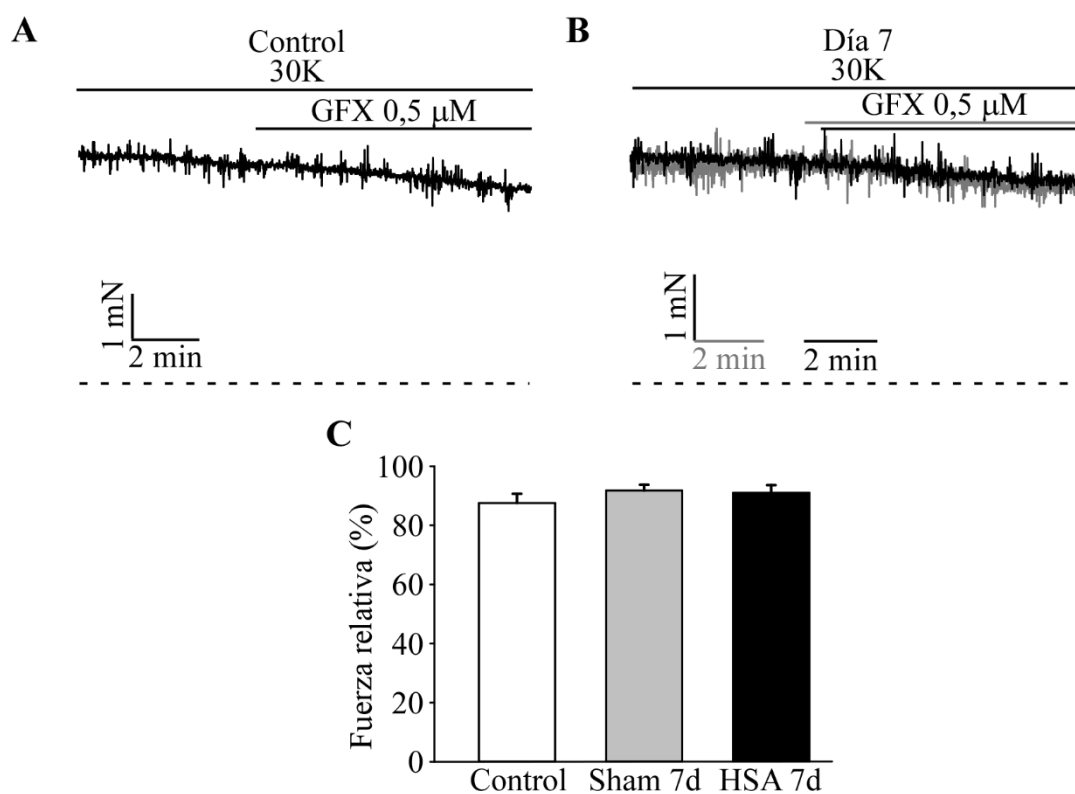 A
Control
30K
GFX 0,5 µM
1 mN
2 min
B
Día 7
30K
GFX 0,5 µM
1 mN
2 min
2 min
C
Fuerza relativa (%)
100
80
60
40
20
0
Control
Sham 7d
HSA 7d